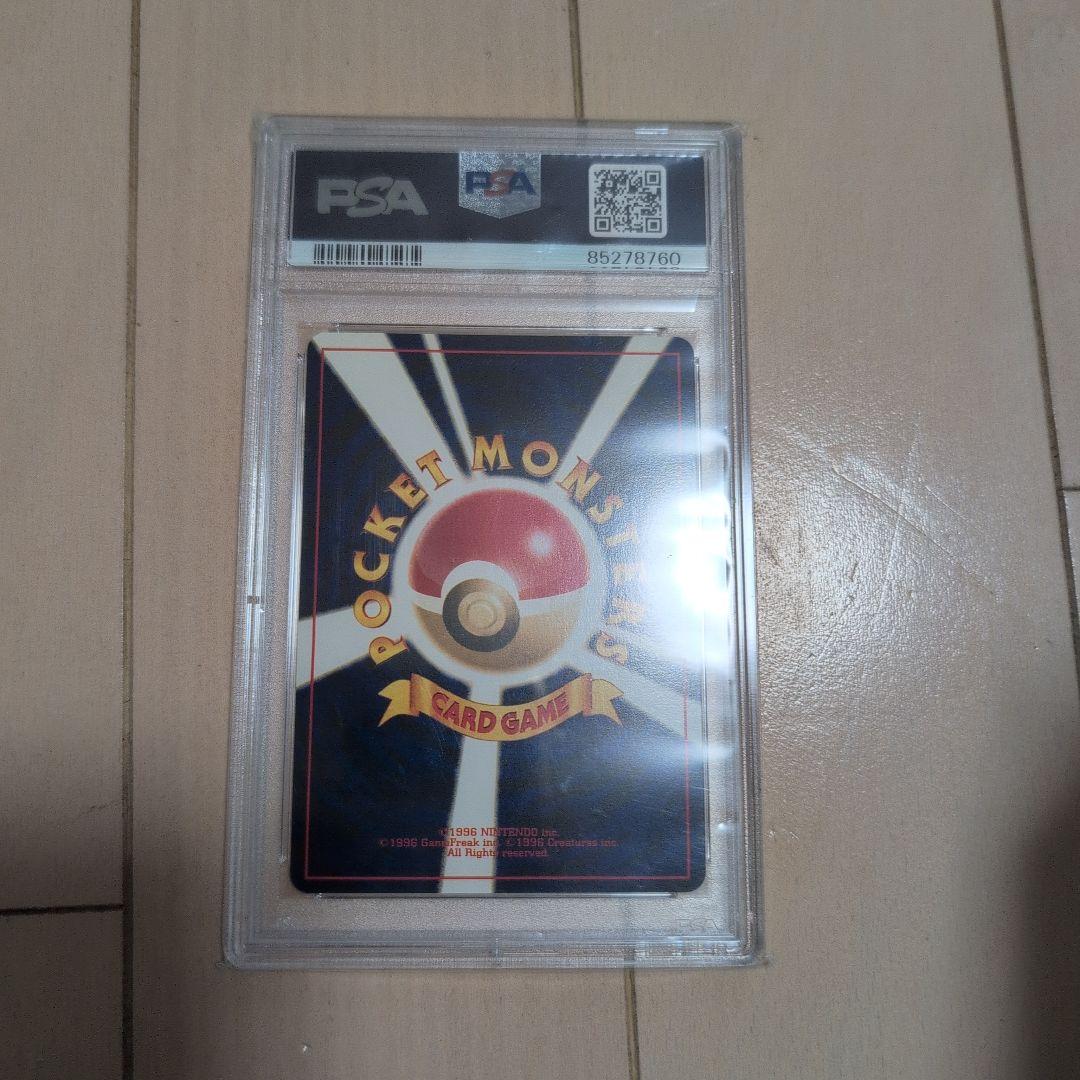 PSA
PSA
85278760
POCKET MONSTERS
CARD GAME
©1996 NINTENDO inc.
©1996 GameFreak inc. ©1996 Creatures inc.
All Rights reserved.
PSA